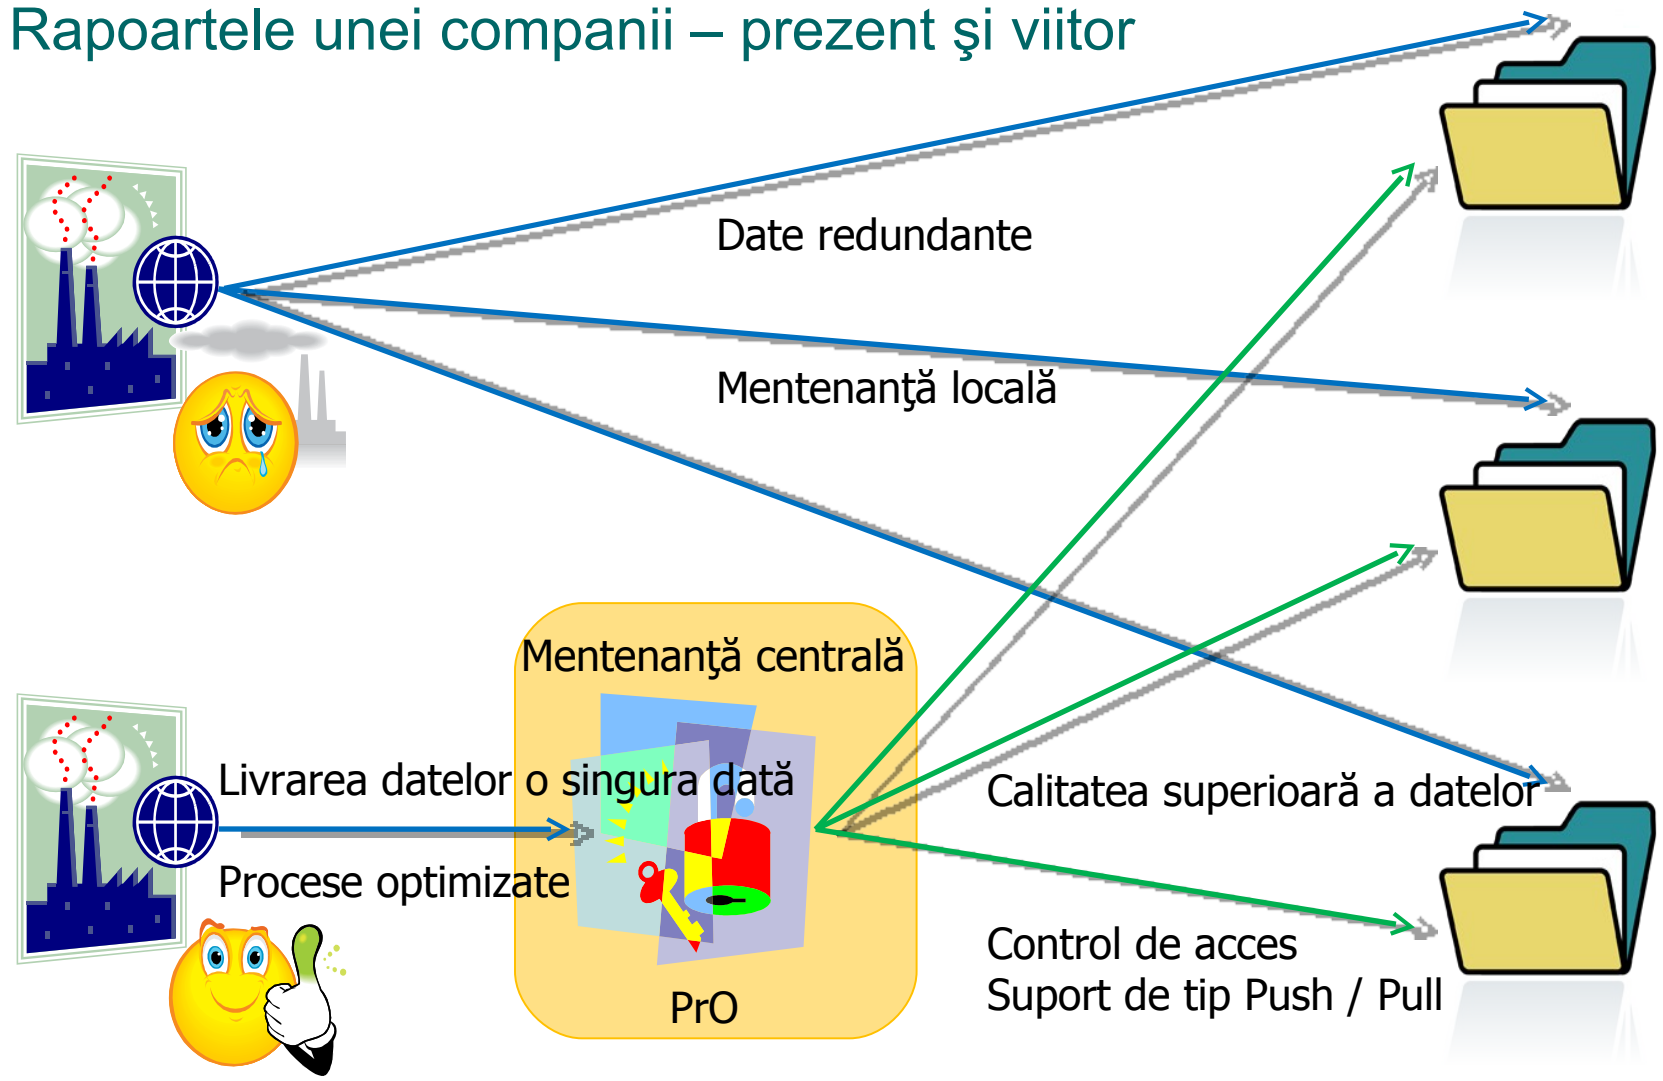 Rapoartele unei companii – prezent şi viitor
Date redundante
Mentenanţă locală
Mentenanţă centrală
Livrarea datelor o singura dată
Procese optimizate
PrO
Calitatea superioară a datelor
Control de acces
Suport de tip Push / Pull